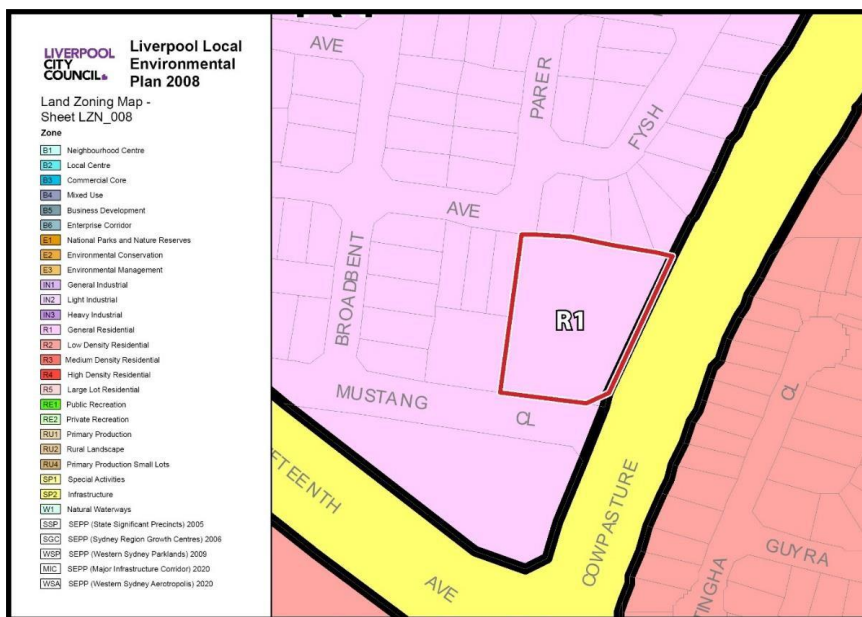 LIVERPOOL
CITY
COUNCIL
Liverpool Local
Environmental
Plan 2008
Land Zoning Map -
Sheet LZN_008
Zone
B1 Neighbourhood Centre
B2 Local Centre
B3 Commercial Core
B4 Mixed Use
B5 Business Development
B6 Enterprise Corridor
E1 National Parks and Nature Reserves
E2 Environmental Conservation
E3 Environmental Management
IN1 General Industrial
IN2 Light Industrial
IN3 Heavy Industrial
R1 General Residential
R2 Low Density Residential
R3 Medium Density Residential
R4 High Density Residential
R5 Large Lot Residential
RE1 Public Recreation
RE2 Private Recreation
RU1 Primary Production
RU2 Rural Landscape
RU4 Primary Production Small Lots
SP1 Special Activities
SP2 Infrastructure
W1 Natural Waterways
SSP SEPP (State Significant Precincts) 2005
SGC SEPP (Sydney Region Growth Centres) 2006
WSP SEPP (Western Sydney Parklands) 2009
MIC SEPP (Major Infrastructure Corridor) 2020
WSA SEPP (Western Sydney Aerotropolis) 2020
AVE
PARER
FYSH
AVE
BROADBENT
R1
MUSTANG CL
CL
TEENTH AVE
COWPASTURE
GUYRA
TINGHA